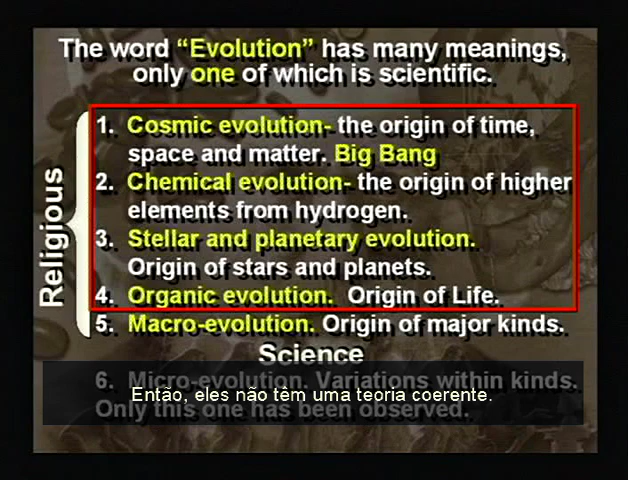 The word “Evolution” has many meanings,
only one of which is scientific.
Religious
1. Cosmic evolution- the origin of time,
space and matter. Big Bang
2. Chemical evolution- the origin of higher
elements from hydrogen.
3. Stellar and planetary evolution.
Origin of stars and planets.
4. Organic evolution. Origin of Life.
5. Macro-evolution. Origin of major kinds.
Science
6. Micro-evolution. Variations within kinds.
Only this one has been observed.
Então, eles não têm uma teoria coerente.